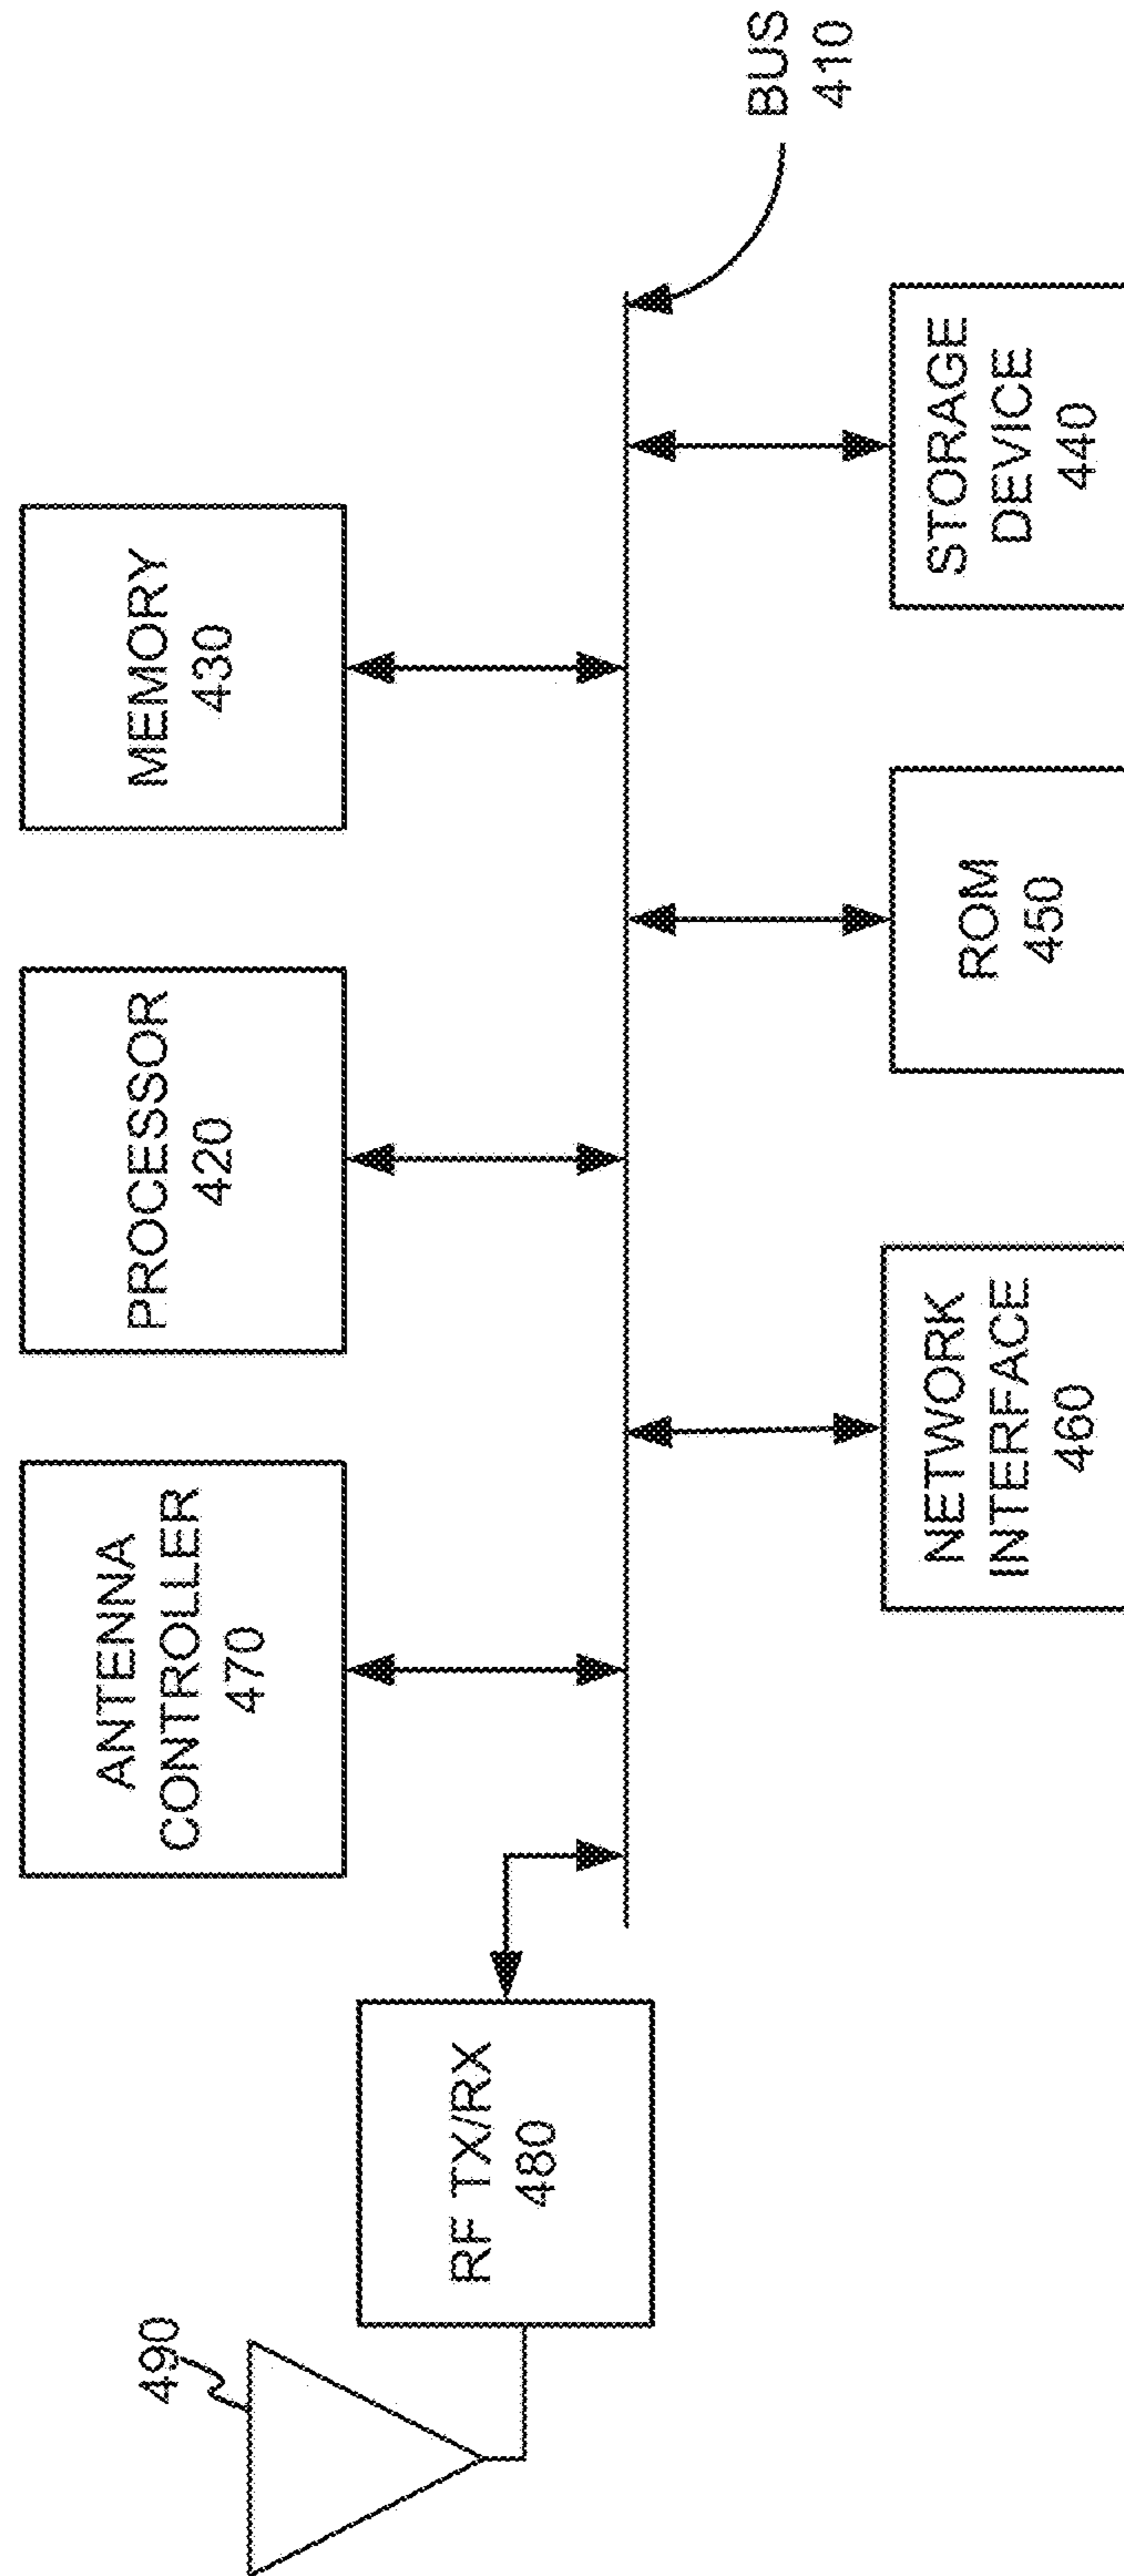 490
RF TX/RX
480
ANTENNA
CONTROLLER
470
PROCESSOR
420
MEMORY
430
BUS
410
NETWORK
INTERFACE
460
ROM
450
STORAGE
DEVICE
440